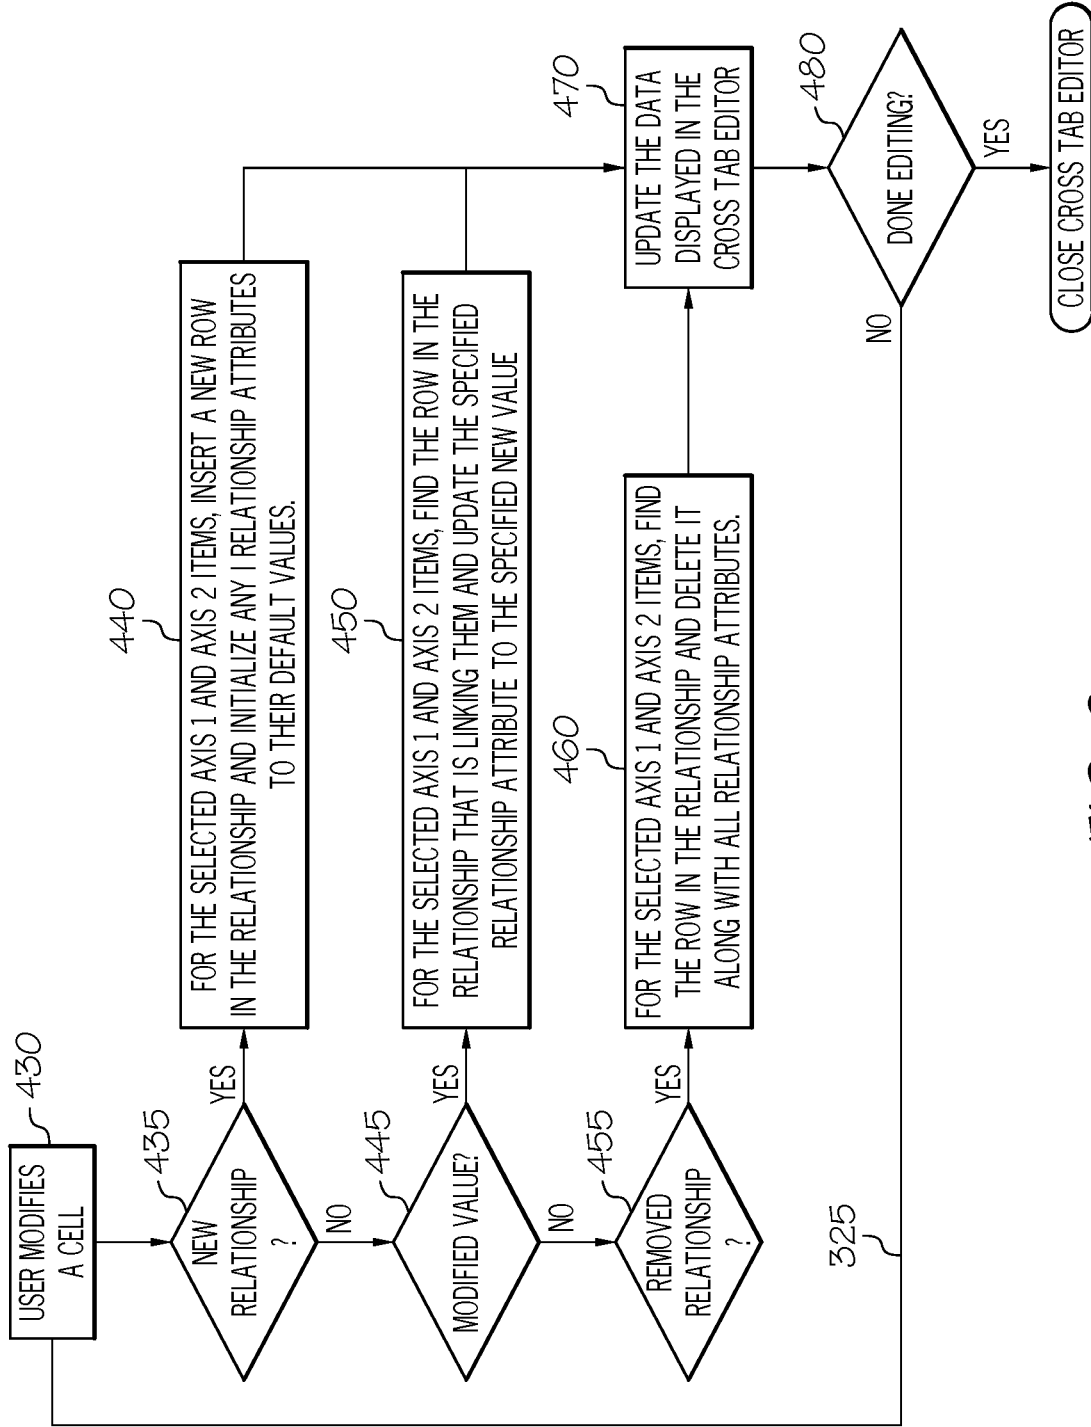 USER MODIFIES
A CELL
430
NEW
RELATIONSHIP
?
435
YES
NO
440
FOR THE SELECTED AXIS 1 AND AXIS 2 ITEMS, INSERT A NEW ROW
IN THE RELATIONSHIP AND INITIALIZE ANY I RELATIONSHIP ATTRIBUTES
TO THEIR DEFAULT VALUES.
MODIFIED VALUE?
445
YES
NO
450
FOR THE SELECTED AXIS 1 AND AXIS 2 ITEMS, FIND THE ROW IN THE
RELATIONSHIP THAT IS LINKING THEM AND UPDATE THE SPECIFIED
RELATIONSHIP ATTRIBUTE TO THE SPECIFIED NEW VALUE
REMOVED
RELATIONSHIP
?
455
YES
460
FOR THE SELECTED AXIS 1 AND AXIS 2 ITEMS, FIND
THE ROW IN THE RELATIONSHIP AND DELETE IT
ALONG WITH ALL RELATIONSHIP ATTRIBUTES.
470
UPDATE THE DATA
DISPLAYED IN THE
CROSS TAB EDITOR
480
DONE EDITING?
NO
YES
325
CLOSE CROSS TAB EDITOR